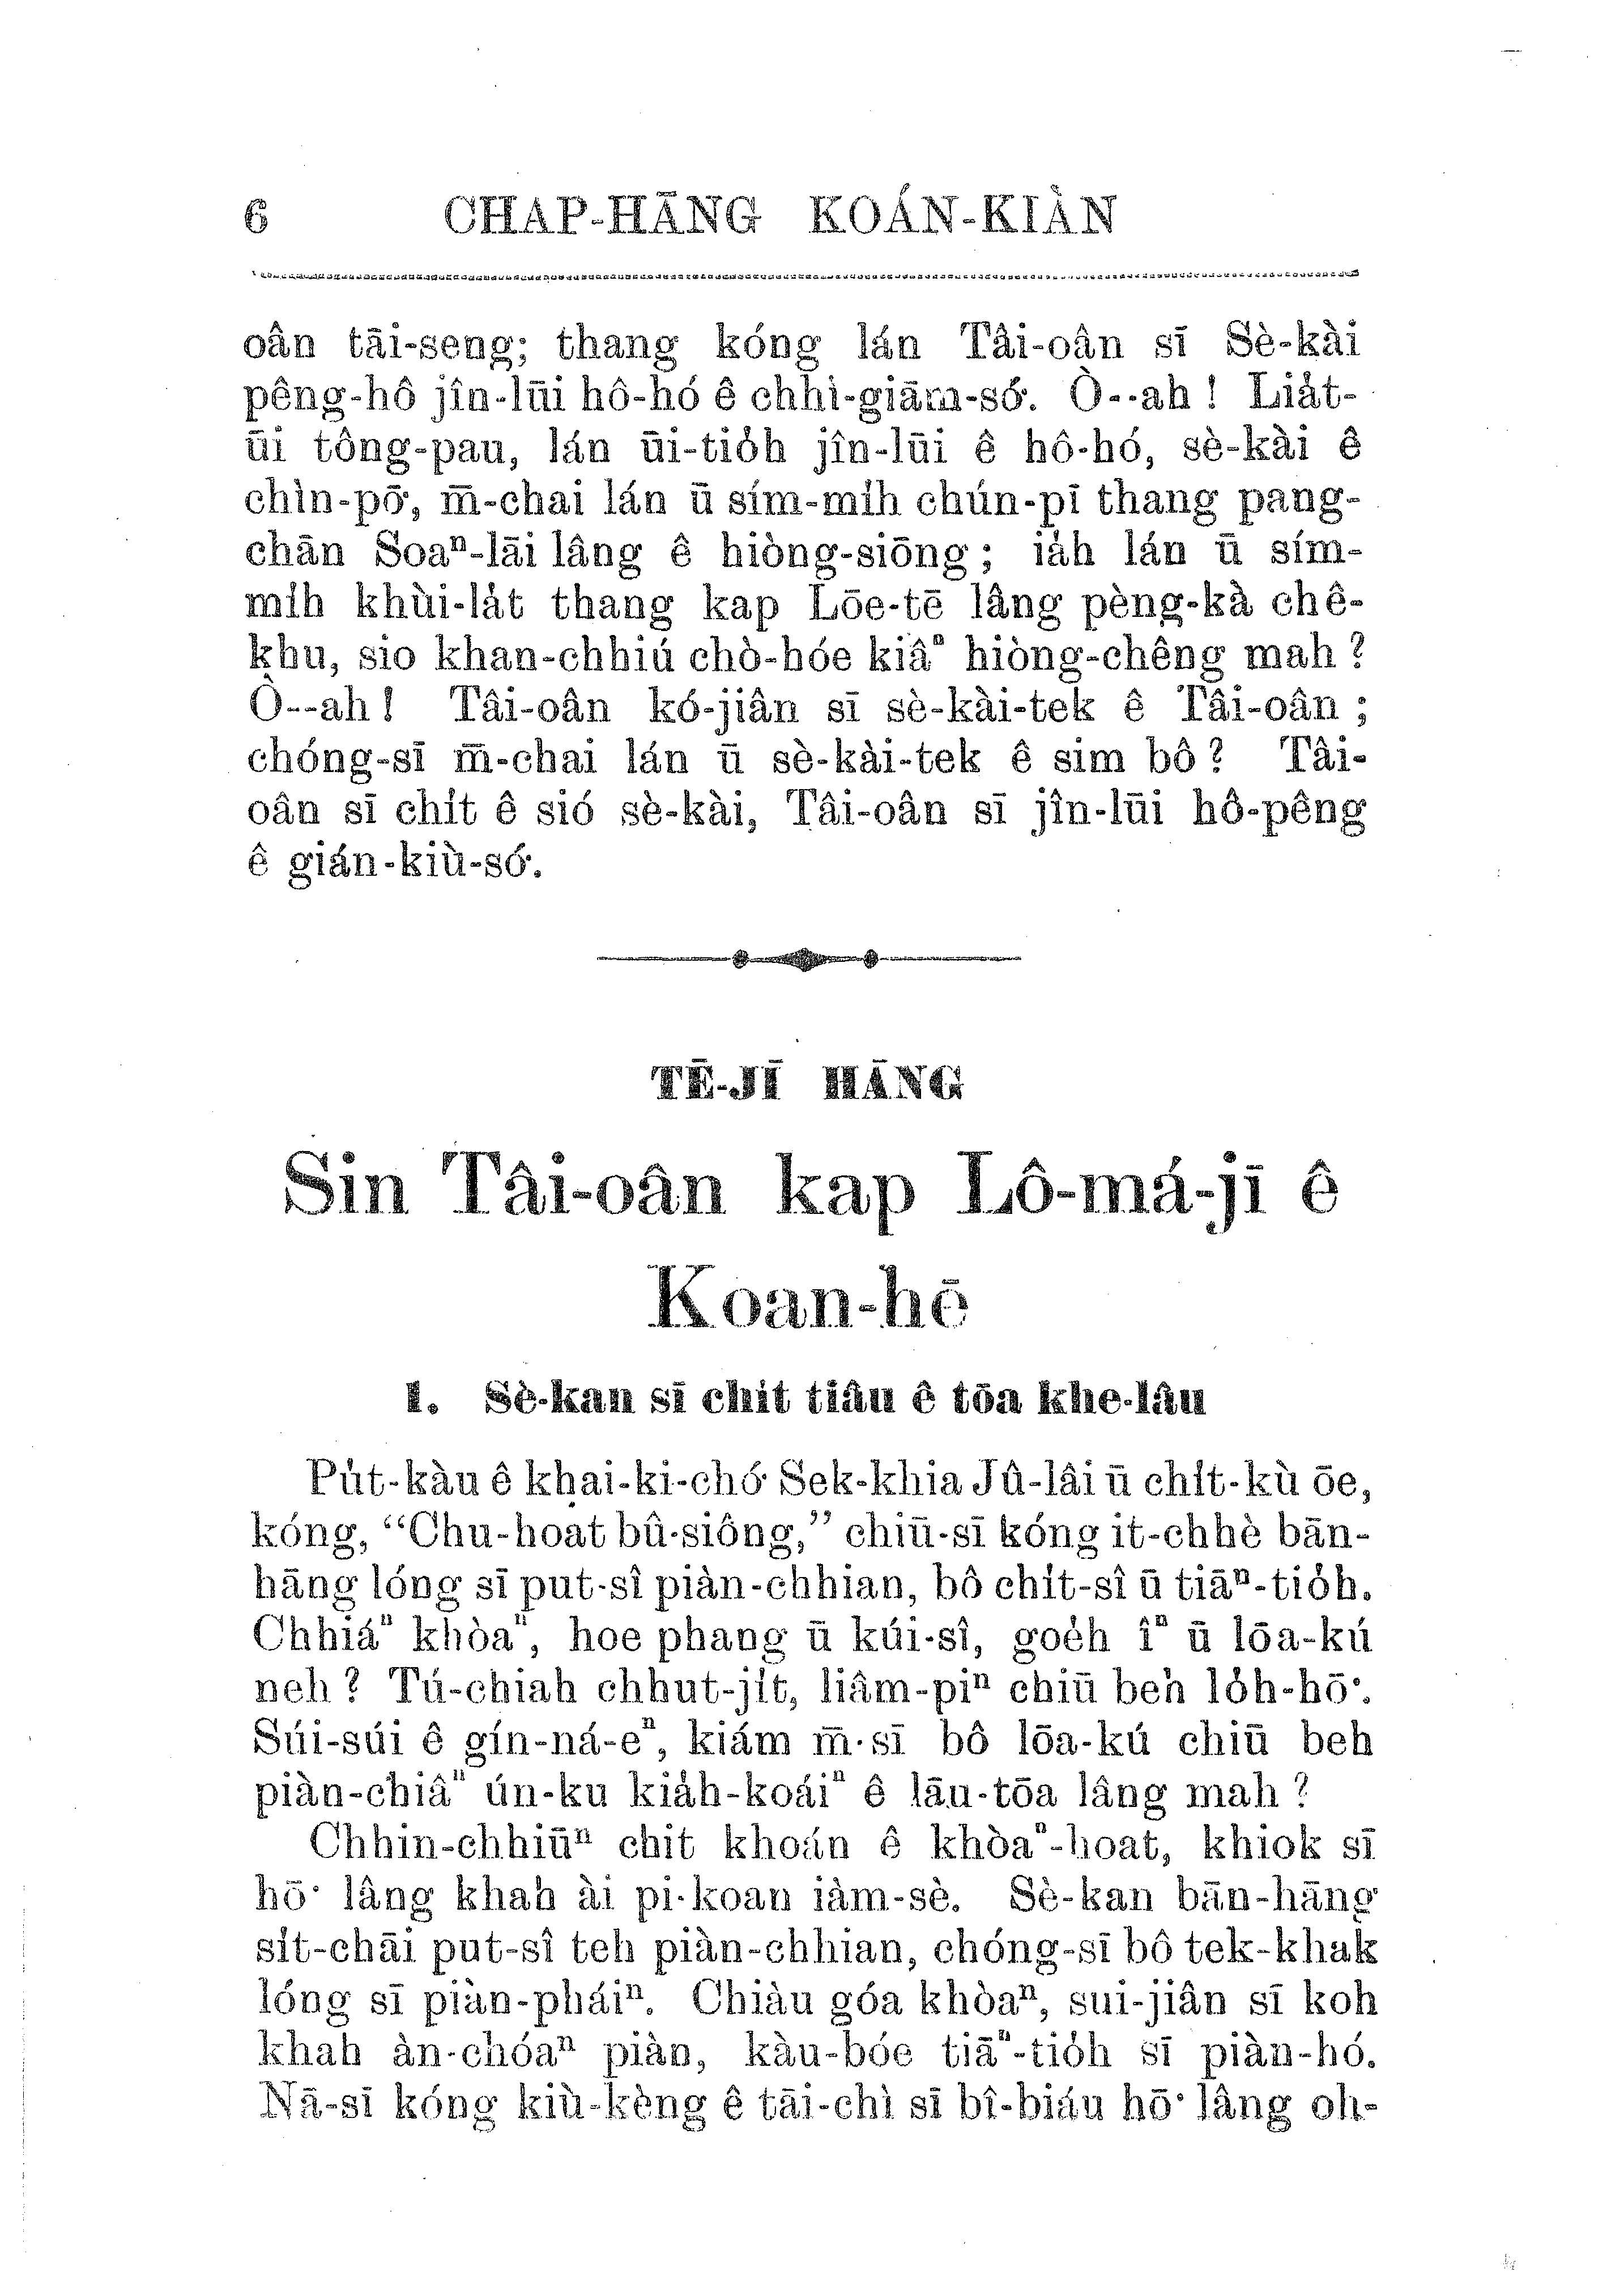 6 CHAP-HĀNG KOÁN-KIÀN
oân tāi-seng; thang kóng lán Tâi-oân sī Sè-kài
pêng-hô jîn-lūi hô-hó ê chhì-giām-só͘. Ò--ah! Lia̍t-
ūi tông-pau, lán ūi-tio̍h jîn-lūi ê hô-hó, sè-kài ê
chìn-pō͘, m̄-chai lán ū sím-mi̍h chún-pī thang pang-
chān Soaⁿ-lāi lâng ê hiòng-siōng; ia̍h lán ū sím-
mi̍h khùi-la̍t thang kap Lōe-tē lâng pèng-kà chê-
khu, sio khan-chhiú chò-hóe kiâⁿ hiòng-chêng mah?
Ò--ah! Tâi-oân kó-jiân sī sè-kài-tek ê Tâi-oân;
chóng-sī m̄-chai lán ū sè-kài-tek ê sim bô? Tâi-
oân sī chi̍t ê sió sè-kài, Tâi-oân sī jîn-lūi hô-pêng
ê gián-kiù-só͘.
TĒ-JĪ HĀNG
Sin Tâi-oân kap Lô-má-jī ê
Koan-hē
1. Sè-kan sī chi̍t tiâu ê tōa khe-lâu
Pu̍t-kàu ê khai-ki-chó͘ Sek-khia Jû-lâi ū chi̍t-kù ōe,
kóng, “Chu-hoat bû-siông,” chiū-sī kóng it-chhè bān-
hāng lóng sī put-sî piàn-chhian, bô chi̍t-sî ū tiāⁿ-tio̍h.
Chhiáⁿ khòaⁿ, hoe phang ū kúi-sî, goe̍h îⁿ ū lōa-kú
neh? Tú-chiah chhut-ji̍t, liâm-piⁿ chiū beh lo̍h-hō͘.
Súi-súi ê gín-ná-eⁿ, kiám m̄-sī bô lōa-kú chiū beh
piàn-chiâⁿ ún-ku kia̍h-koáiⁿ ê lāu-tōa lâng mah?
Chhin-chhiūⁿ chit khoán ê khòaⁿ-hoat, khiok sī
hō͘ lâng khah ài pi-koan iàm-sè. Sè-kan bān-hāng
si̍t-chāi put-sî teh piàn-chhian, chóng-sī bô tek-khak
lóng sī piàn-pháiⁿ. Chiàu góa khòaⁿ, sui-jiân sī koh
khah àn-chóaⁿ piàn, kàu-bóe tiāⁿ-tio̍h sī piàn-hó.
Nā-sī kóng kiù-kèng ê tāi-chì sī bî-biáu hō͘ lâng oh-